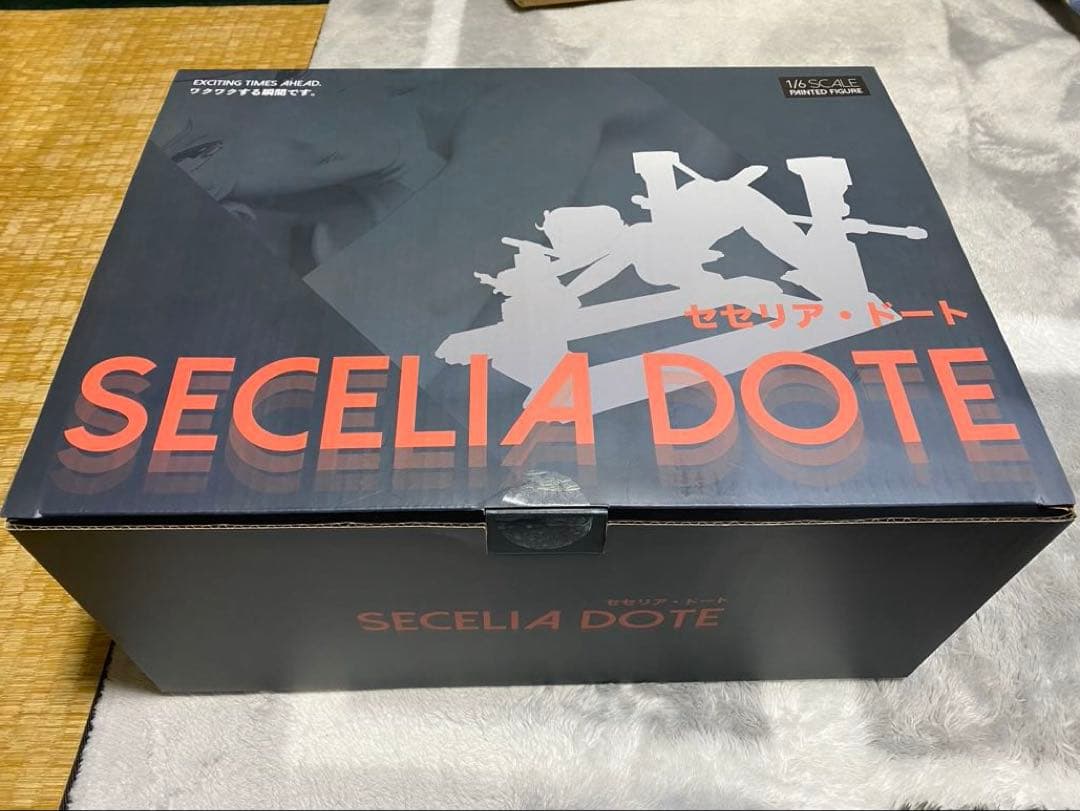 EXCITING TIMES AHEAD.
ワクワクする瞬間です。
1/6 SCALE
PAINTED FIGURE
セセリア・ドート
SECELIA DOTE
セセリア・ドート
SECELIA DOTE